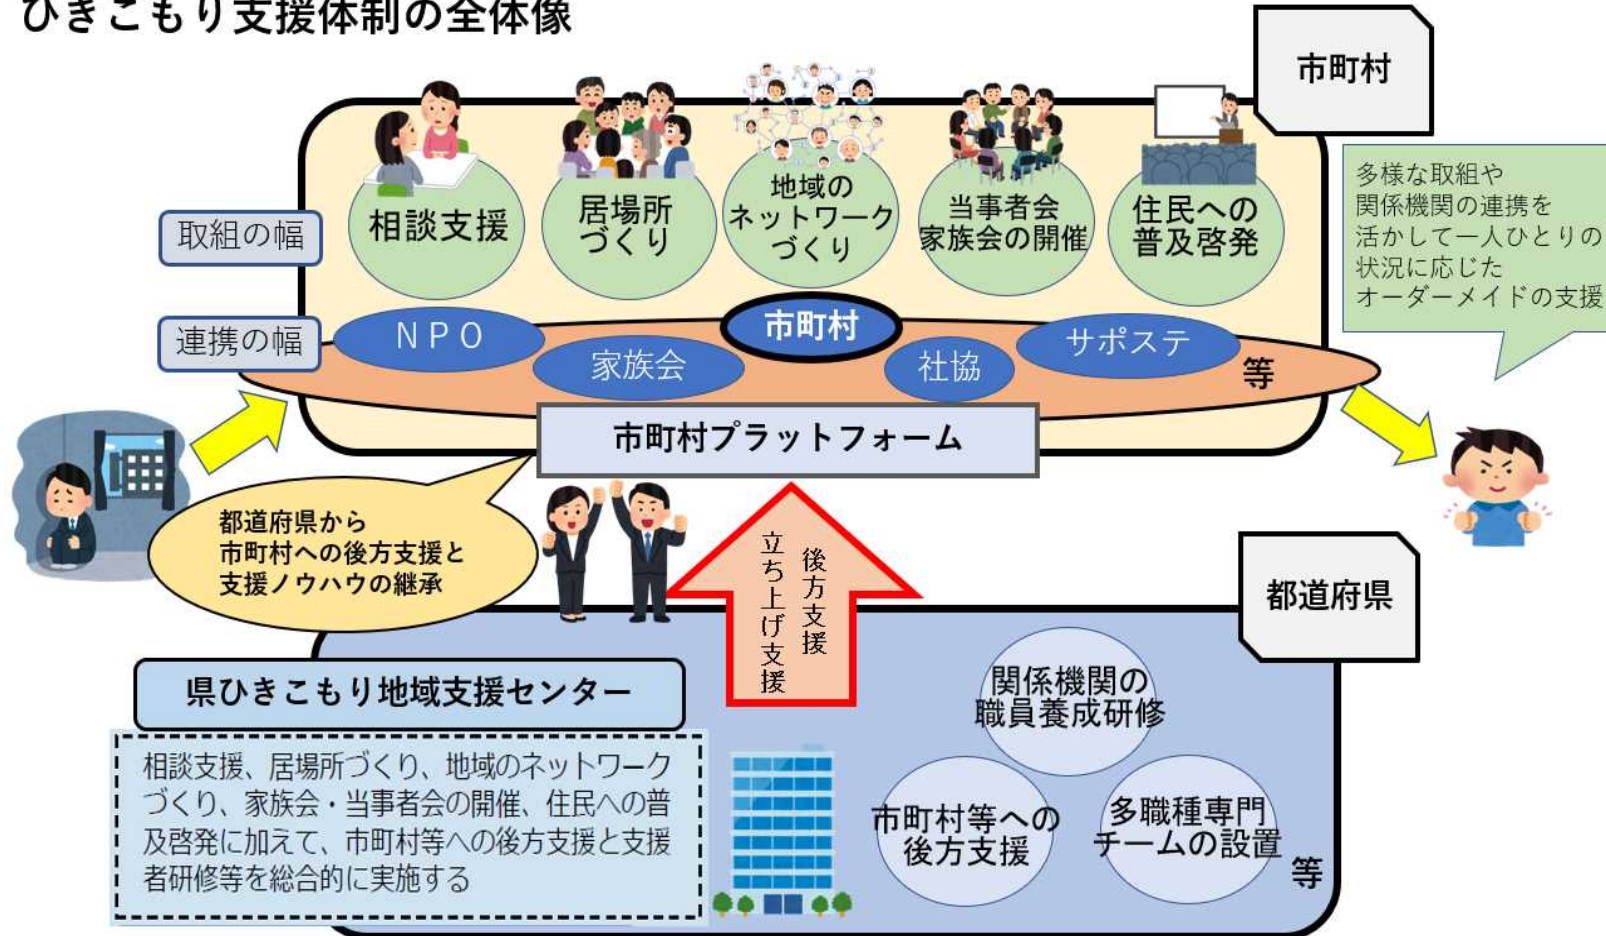 ひきこもり支援体制の全体像
市町村
取組の幅
相談支援
居場所
づくり
地域の
ネットワーク
づくり
当事者会
家族会の開催
住民への
普及啓発
多様な取組や
関係機関の連携を
活かして一人ひとりの
状況に応じた
オーダーメイドの支援
連携の幅
ＮＰＯ
家族会
市町村
社協
サポステ
等
市町村プラットフォーム
都道府県から
市町村への後方支援と
支援ノウハウの継承
後方支援
立ち上げ支援
都道府県
県ひきこもり地域支援センター
相談支援、居場所づくり、地域のネットワーク
づくり、家族会・当事者会の開催、住民への普
及啓発に加えて、市町村等への後方支援と支援
者研修等を総合的に実施する
関係機関の
職員養成研修
市町村等への
後方支援
多職種専門
チームの設置
等